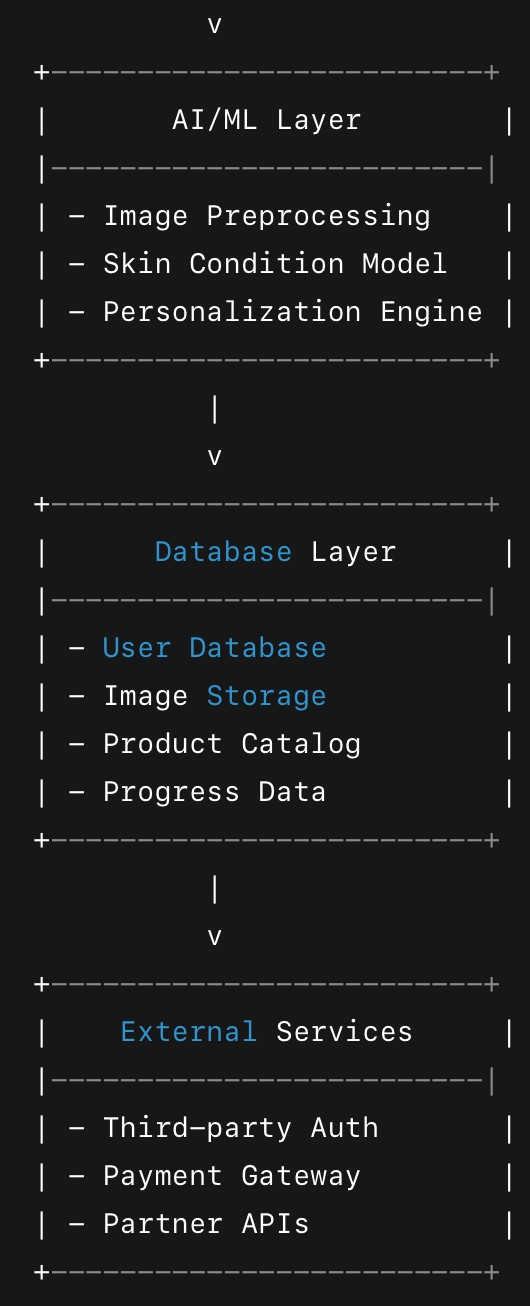 v
+--------------------------+
|        AI/ML Layer        |
|-------------------------|
| - Image Preprocessing     |
| - Skin Condition Model    |
| - Personalization Engine |
+--------------------------+
          |
          v
+--------------------------+
|      Database Layer       |
|-------------------------|
| - User Database           |
| - Image Storage           |
| - Product Catalog         |
| - Progress Data           |
+--------------------------+
          |
          v
+--------------------------+
|    External Services      |
|-------------------------|
| - Third-party Auth        |
| - Payment Gateway         |
| - Partner APIs            |
+--------------------------+